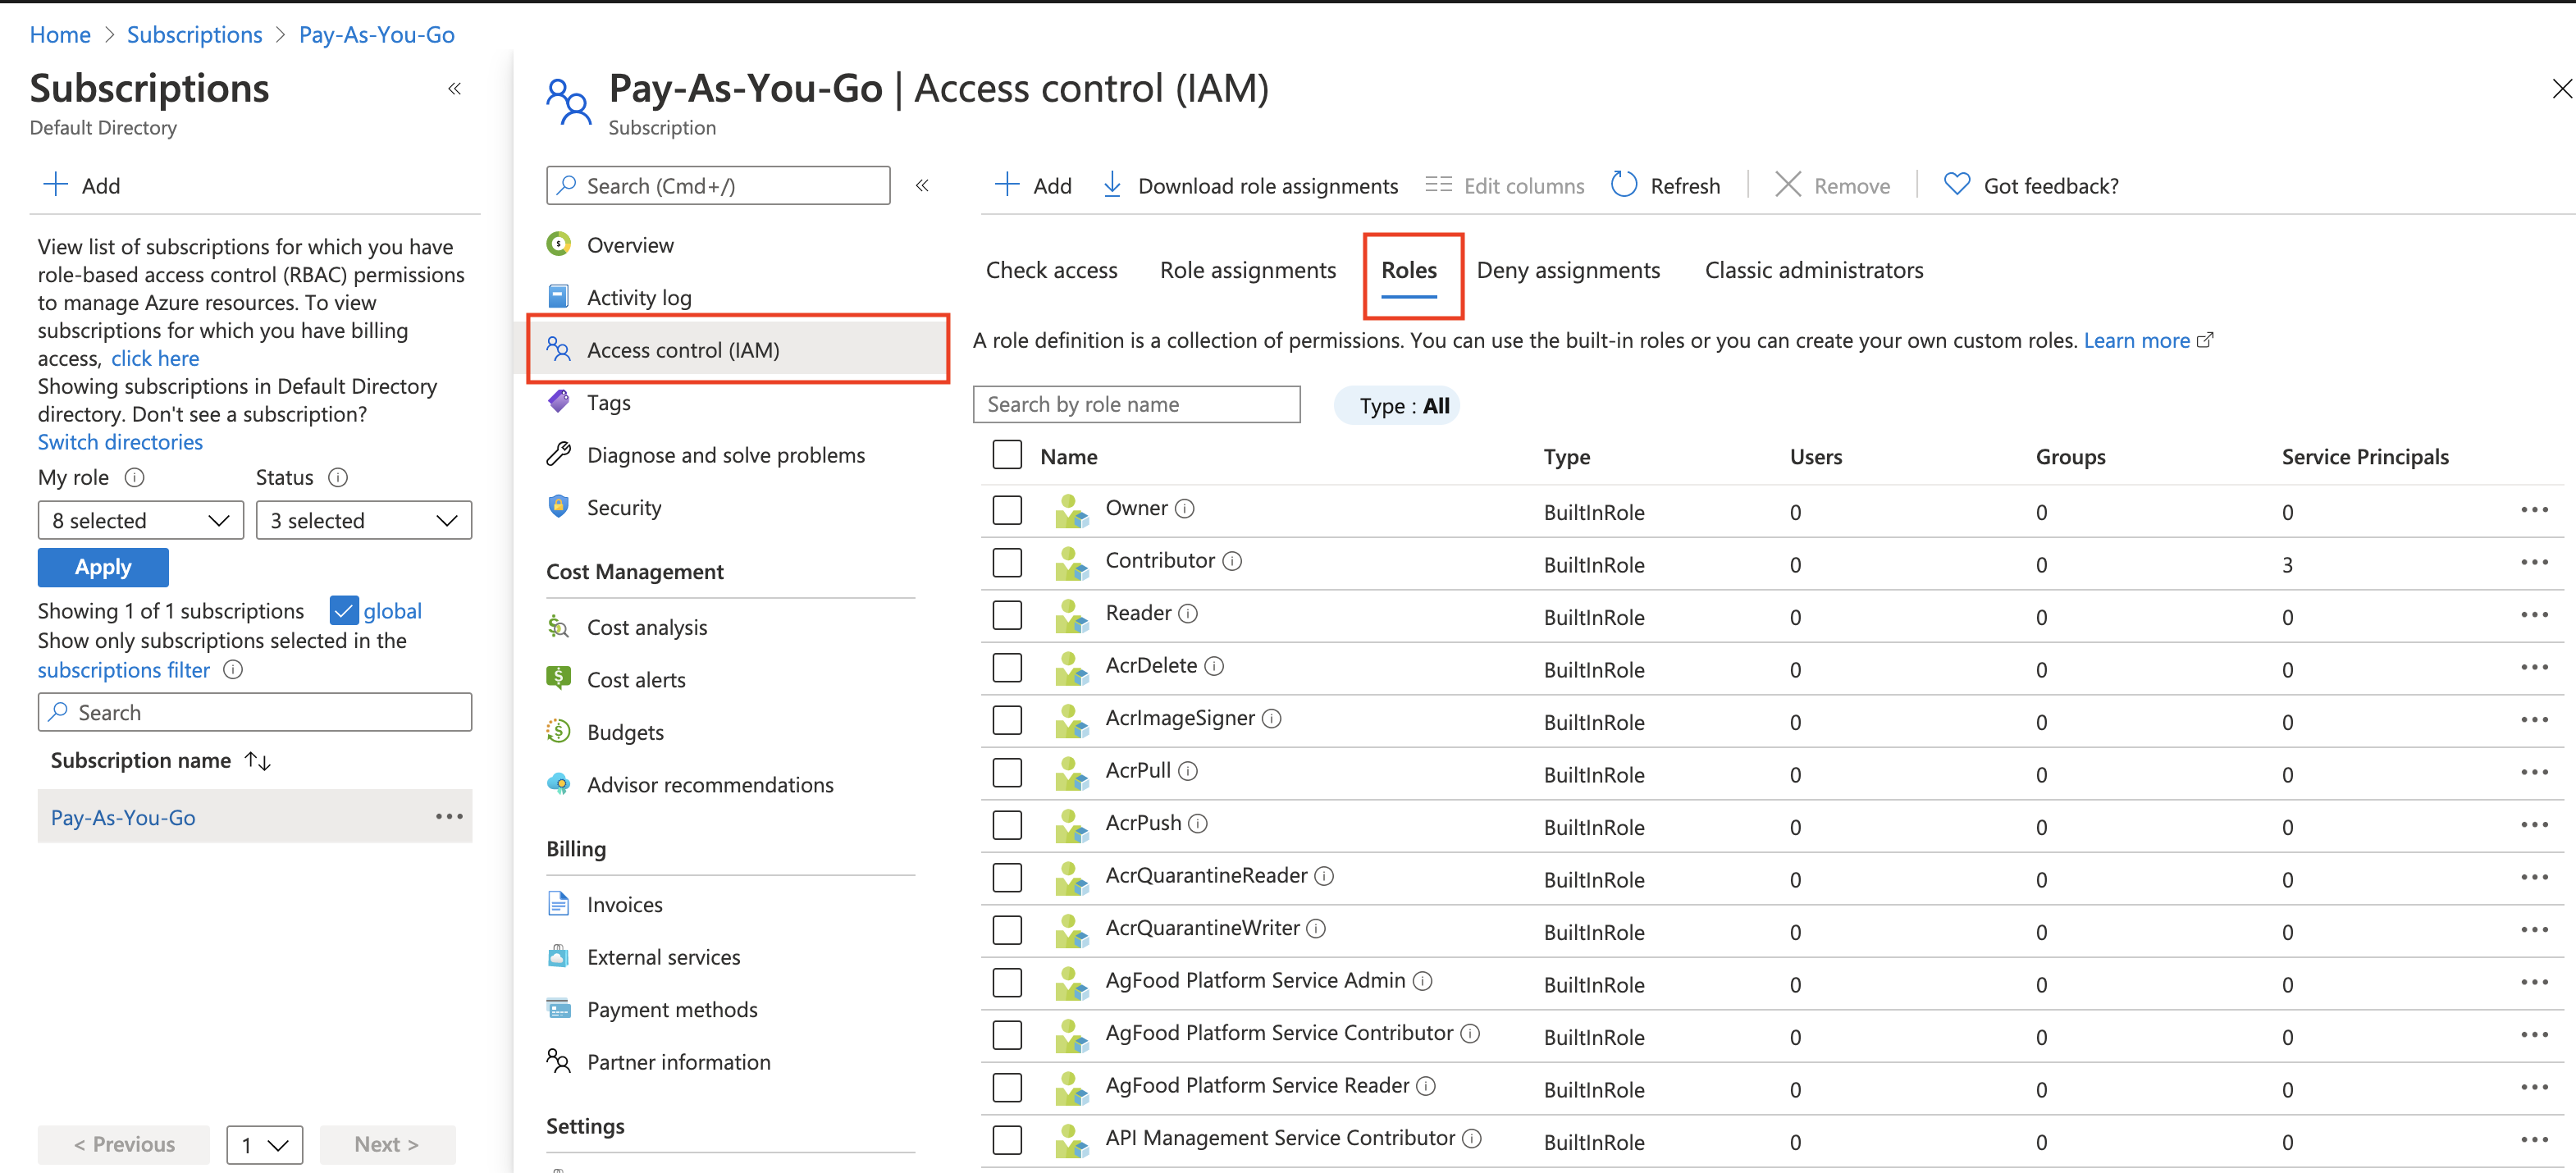 Home > Subscriptions > Pay-As-You-Go
Subscriptions
«
Default Directory
Add
View list of subscriptions for which you have
role-based access control (RBAC) permissions
to manage Azure resources. To view
subscriptions for which you have billing
access, click here
Showing subscriptions in Default Directory
directory. Don't see a subscription?
Switch directories
My role
Status
8 selected
3 selected
Apply
Showing 1 of 1 subscriptions global
Show only subscriptions selected in the
subscriptions filter
Search
Subscription name ↑↓
Pay-As-You-Go ...
< Previous
1
Next >
Pay-As-You-Go | Access control (IAM)
Subscription
Search (Cmd+/)
«
Overview
Activity log
Access control (IAM)
Tags
Diagnose and solve problems
Security
Cost Management
Cost analysis
Cost alerts
Budgets
Advisor recommendations
Billing
Invoices
External services
Payment methods
Partner information
Settings
Add
Download role assignments
Edit columns
Refresh
Remove
Got feedback?
Check access
Role assignments
Roles
Deny assignments
Classic administrators
A role definition is a collection of permissions. You can use the built-in roles or you can create your own custom roles. Learn more
Search by role name
Type : All
Name Type Users Groups Service Principals
Owner BuiltInRole 0 0 0 ...
Contributor BuiltInRole 0 0 3 ...
Reader BuiltInRole 0 0 0 ...
AcrDelete BuiltInRole 0 0 0 ...
AcrImageSigner BuiltInRole 0 0 0 ...
AcrPull BuiltInRole 0 0 0 ...
AcrPush BuiltInRole 0 0 0 ...
AcrQuarantineReader BuiltInRole 0 0 0 ...
AcrQuarantineWriter BuiltInRole 0 0 0 ...
AgFood Platform Service Admin BuiltInRole 0 0 0 ...
AgFood Platform Service Contributor BuiltInRole 0 0 0 ...
AgFood Platform Service Reader BuiltInRole 0 0 0 ...
API Management Service Contributor BuiltInRole 0 0 0 ...